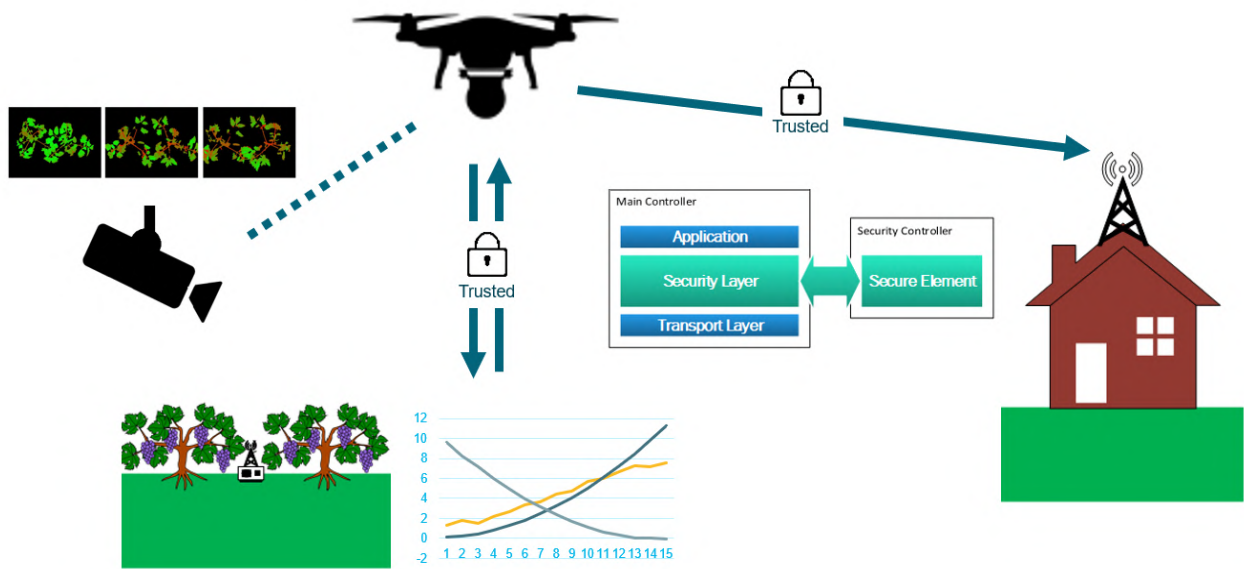 Trusted
Main Controller
Application
Security Layer
Transport Layer
Security Controller
Secure Element
Trusted
12
10
8
6
4
2
0
-2
1 2 3 4 5 6 7 8 9 10 11 12 13 14 15